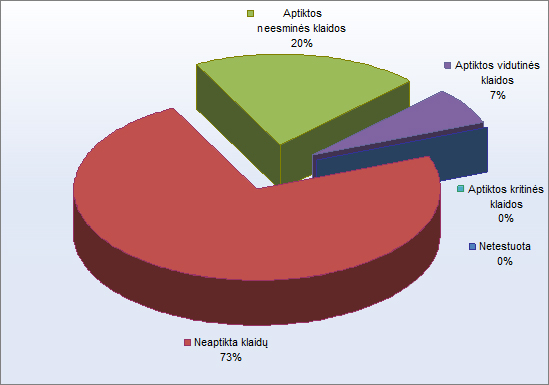 Aptiktos
neesminės klaidos
20%
Aptiktos vidutinės
klaidos
7%
Aptiktos kritinės
klaidos
0%
Netestuota
0%
Neaptikta klaidų
73%